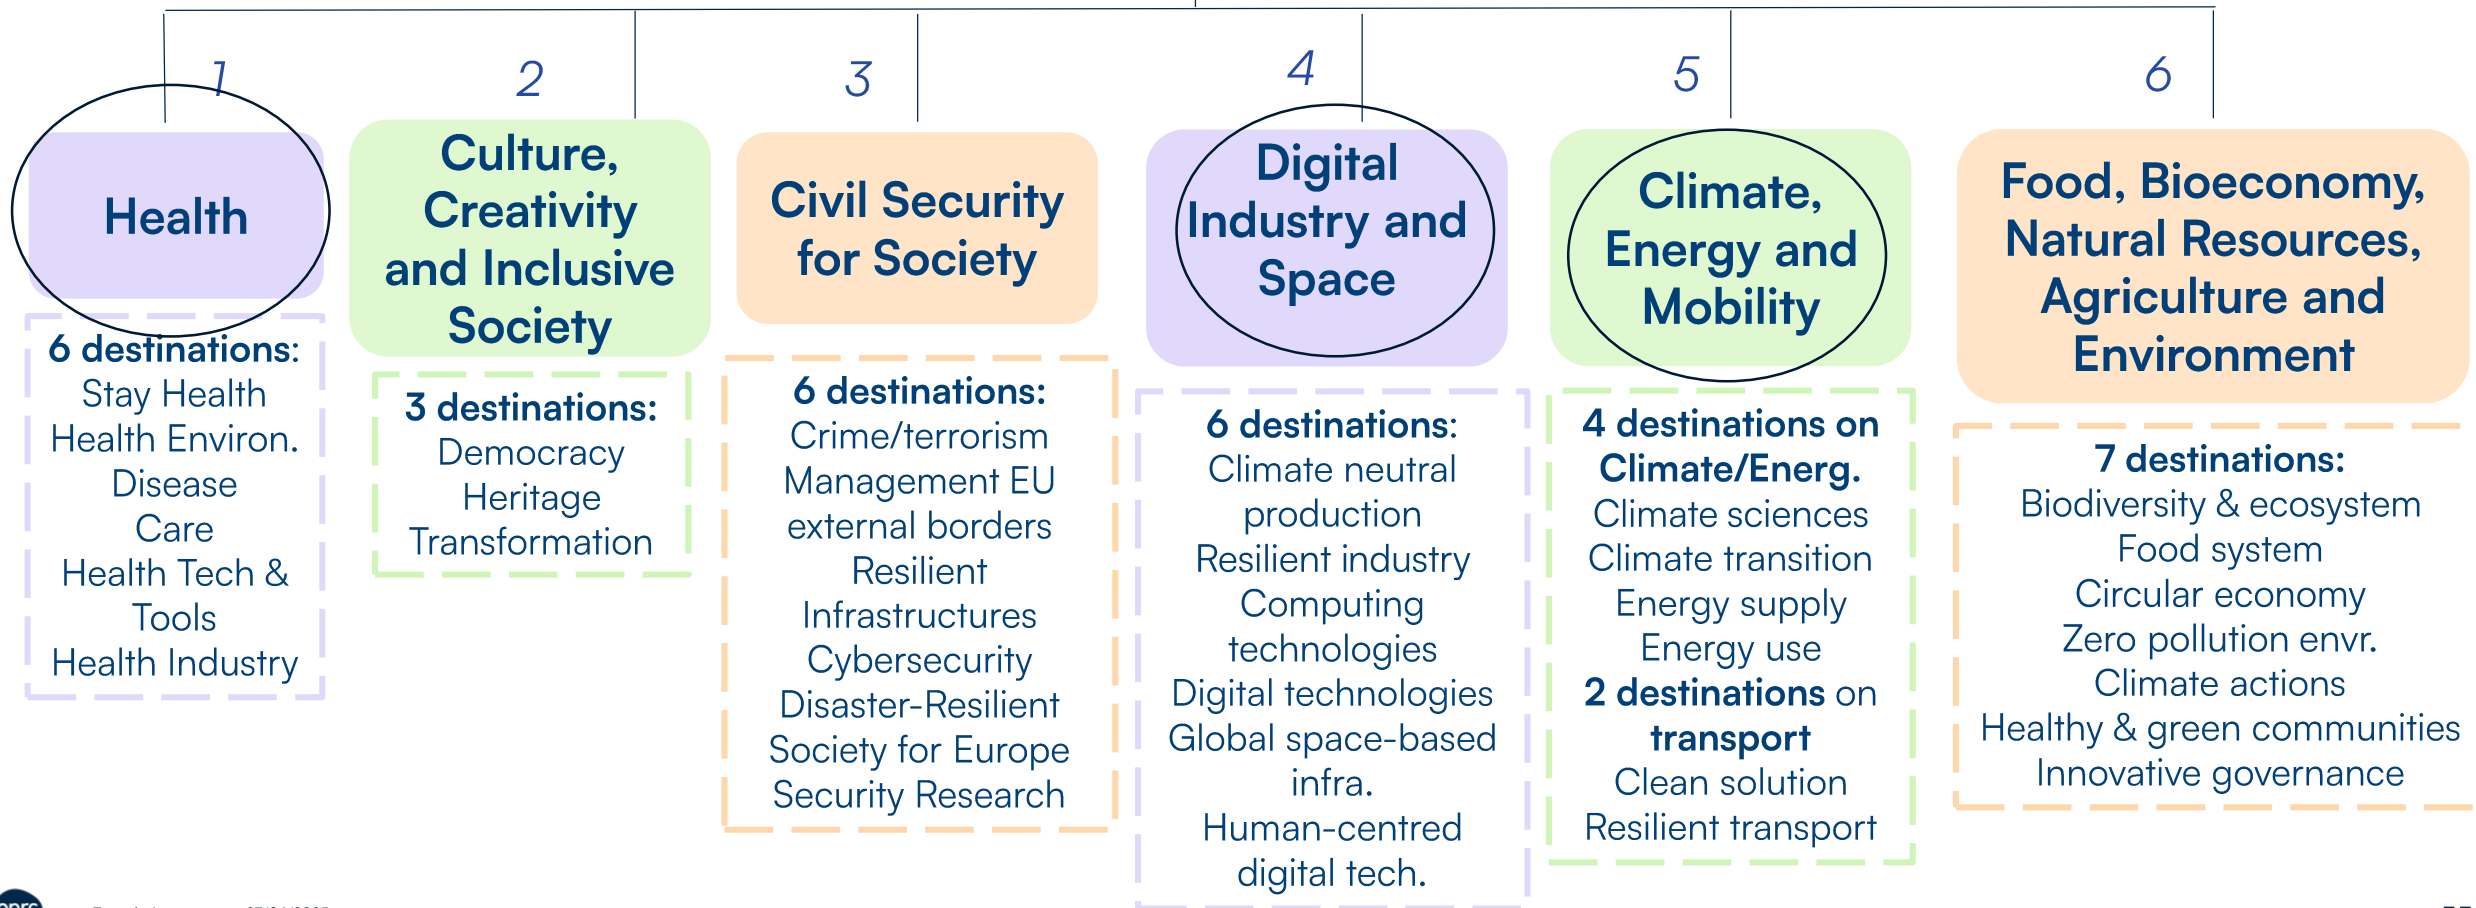 1
Health
6 destinations:
Stay Health
Health Environ.
Disease
Care
Health Tech &
Tools
Health Industry
2
Culture,
Creativity
and Inclusive
Society
3 destinations:
Democracy
Heritage
Transformation
3
Civil Security
for Society
6 destinations:
Crime/terrorism
Management EU
external borders
Resilient
Infrastructures
Cybersecurity
Disaster-Resilient
Society for Europe
Security Research
4
Digital
Industry and
Space
6 destinations:
Climate neutral
production
Resilient industry
Computing
technologies
Digital technologies
Global space-based
infra.
Human-centred
digital tech.
5
Climate,
Energy and
Mobility
4 destinations on
Climate/Energ.
Climate sciences
Climate transition
Energy supply
Energy use
2 destinations on
transport
Clean solution
Resilient transport
6
Food, Bioeconomy,
Natural Resources,
Agriculture and
Environment
7 destinations:
Biodiversity & ecosystem
Food system
Circular economy
Zero pollution envr.
Climate actions
Healthy & green communities
Innovative governance